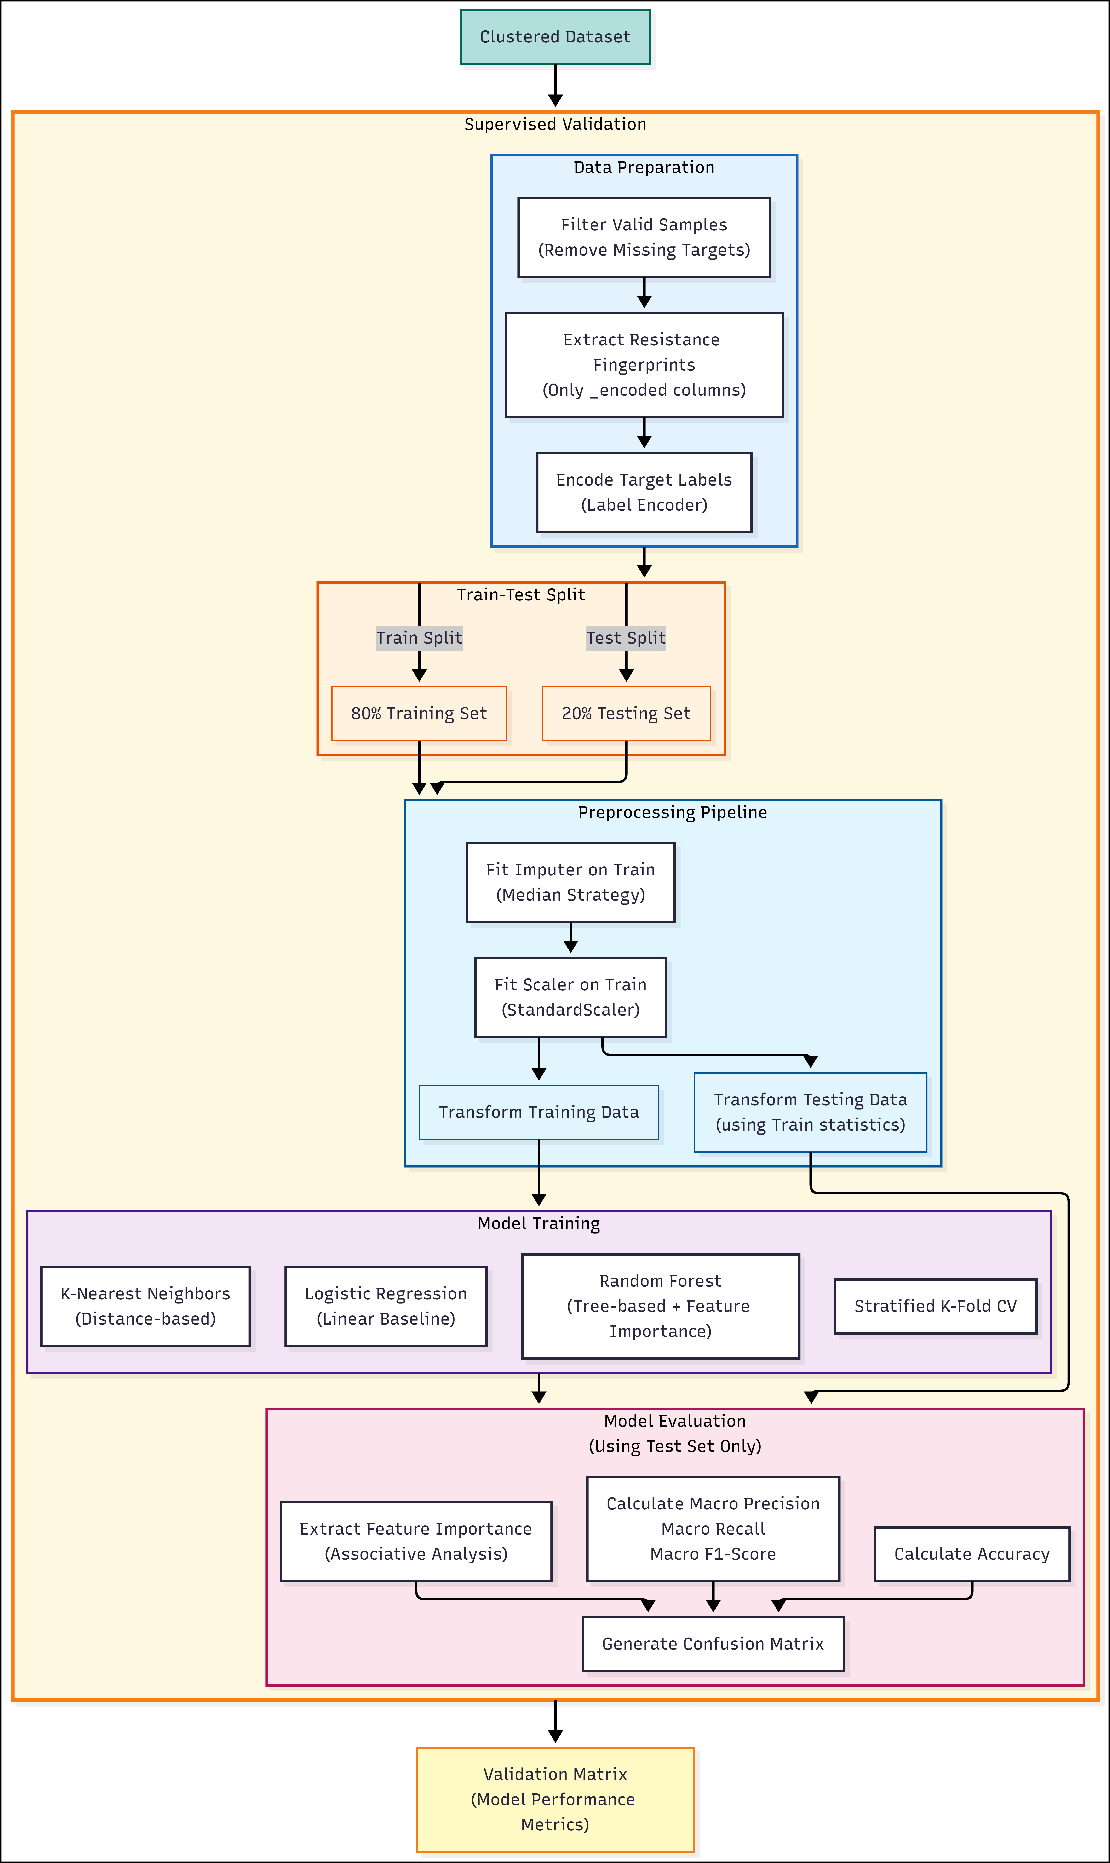 Clustered Dataset
Supervised Validation
Data Preparation
Filter Valid Samples
(Remove Missing Targets)
Extract Resistance
Fingerprints
(Only _encoded columns)
Encode Target Labels
(Label Encoder)
Train-Test Split
Train Split
Test Split
80% Training Set
20% Testing Set
Preprocessing Pipeline
Fit Imputer on Train
(Median Strategy)
Fit Scaler on Train
(StandardScaler)
Transform Training Data
Transform Testing Data
(using Train statistics)
Model Training
K-Nearest Neighbors
(Distance-based)
Logistic Regression
(Linear Baseline)
Random Forest
(Tree-based + Feature
Importance)
Stratified K-Fold CV
Model Evaluation
(Using Test Set Only)
Extract Feature Importance
(Associative Analysis)
Calculate Macro Precision
Macro Recall
Macro F1-Score
Calculate Accuracy
Generate Confusion Matrix
Validation Matrix
(Model Performance
Metrics)